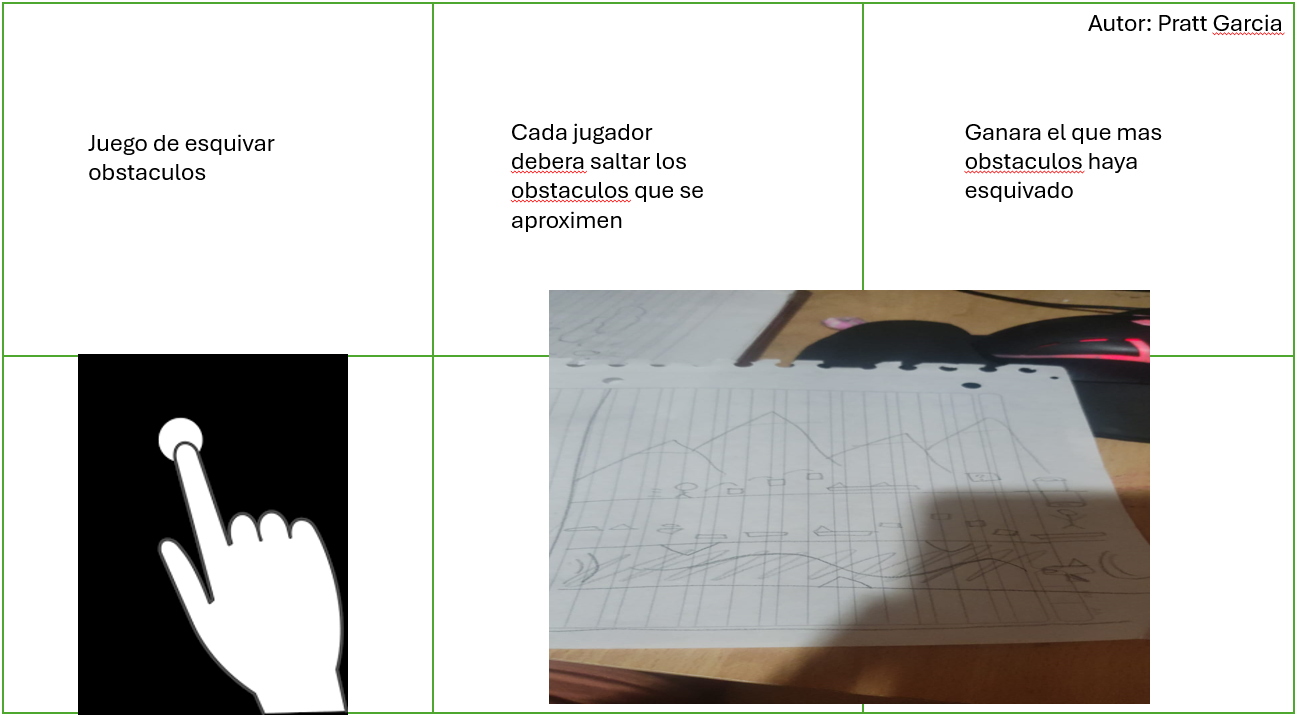 Autor: Pratt Garcia
Juego de esquivar
obstaculos
Cada jugador
debera saltar los
obstaculos que se
aproximen
Ganara el que mas
obstaculos haya
esquivado